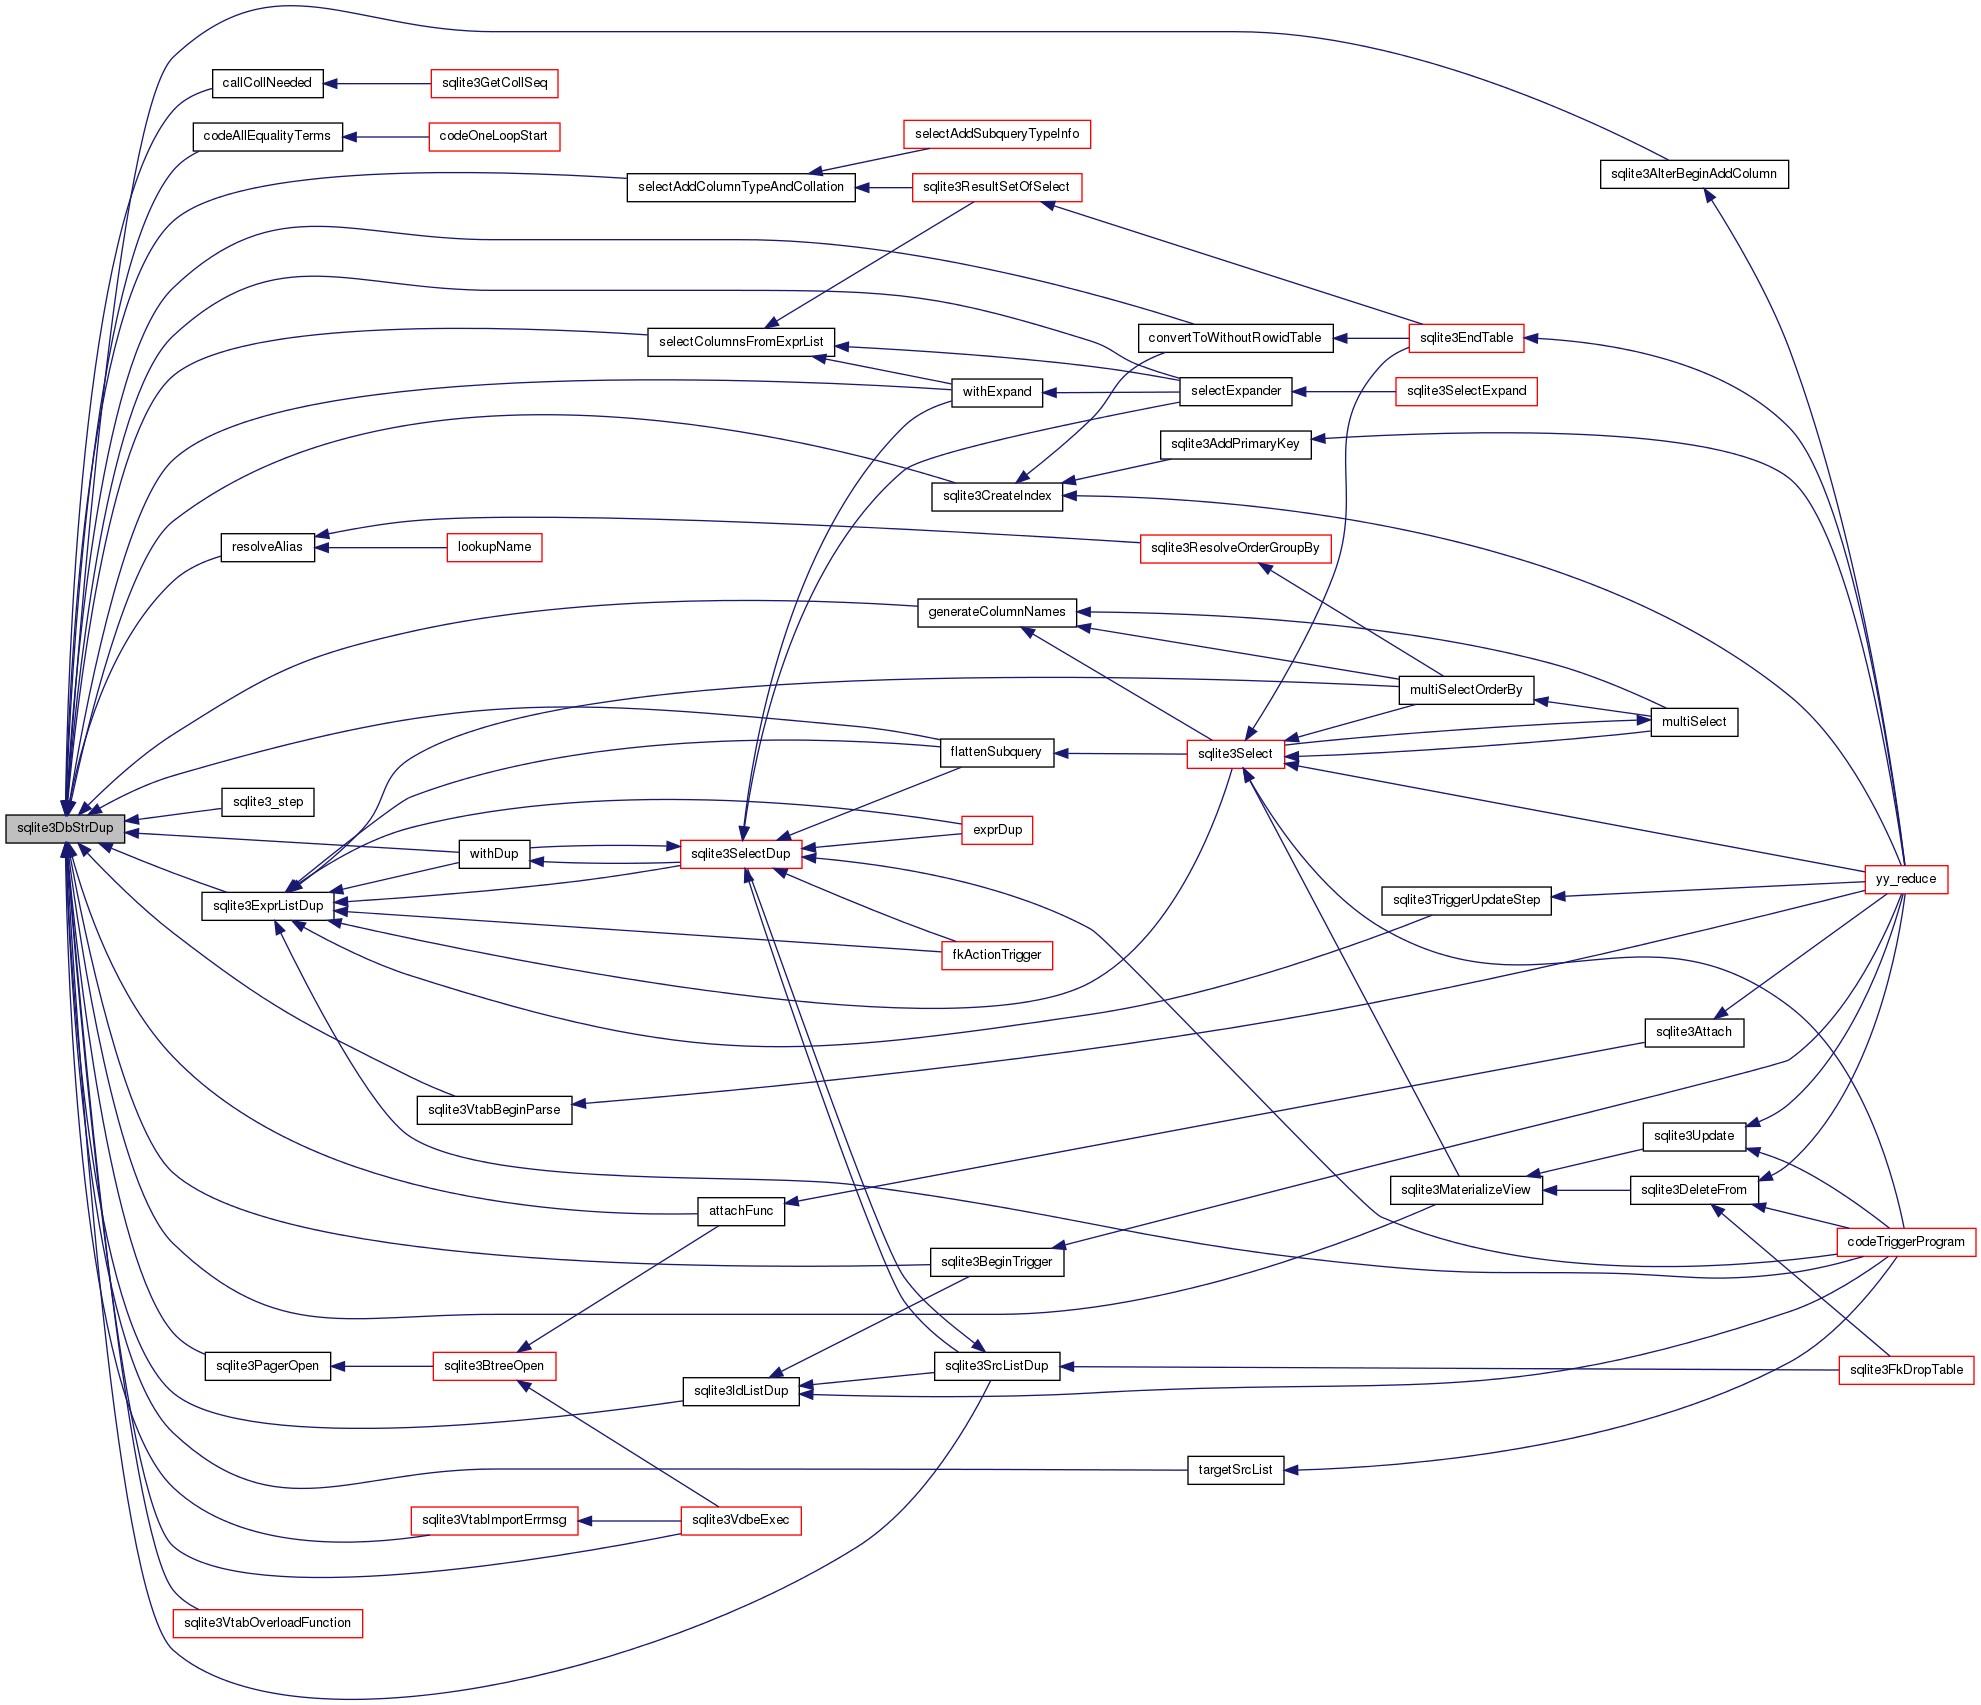 callCollNeeded
sqlite3GetCollSeq
codeAllEqualityTerms
codeOneLoopStart
selectAddSubqueryTypeInfo
selectAddColumnTypeAndCollation
sqlite3ResultSetOfSelect
sqlite3AlterBeginAddColumn
selectColumnsFromExprList
convertToWithoutRowidTable
sqlite3EndTable
withExpand
selectExpander
sqlite3SelectExpand
sqlite3AddPrimaryKey
sqlite3CreateIndex
resolveAlias
lookupName
sqlite3ResolveOrderGroupBy
generateColumnNames
multiSelectOrderBy
multiSelect
flattenSubquery
sqlite3Select
sqlite3_step
sqlite3DbStrDup
exprDup
withDup
sqlite3SelectDup
yy_reduce
sqlite3ExprListDup
sqlite3TriggerUpdateStep
fkActionTrigger
sqlite3Attach
sqlite3VtabBeginParse
sqlite3Update
sqlite3MaterializeView
sqlite3DeleteFrom
attachFunc
codeTriggerProgram
sqlite3BeginTrigger
sqlite3PagerOpen
sqlite3BtreeOpen
sqlite3SrcListDup
sqlite3FkDropTable
sqlite3IdListDup
targetSrcList
sqlite3VtabImportErrmsg
sqlite3VdbeExec
sqlite3VtabOverloadFunction